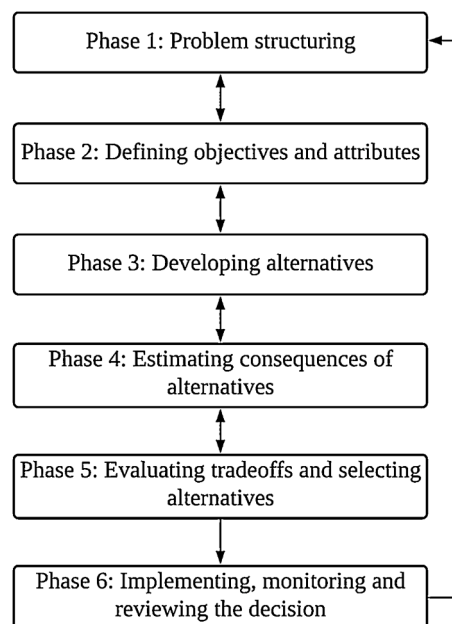 Phase 1: Problem structuring
Phase 2: Defining objectives and attributes
Phase 3: Developing alternatives
Phase 4: Estimating consequences of
alternatives
Phase 5: Evaluating tradeoffs and selecting
alternatives
Phase 6: Implementing, monitoring and
reviewing the decision